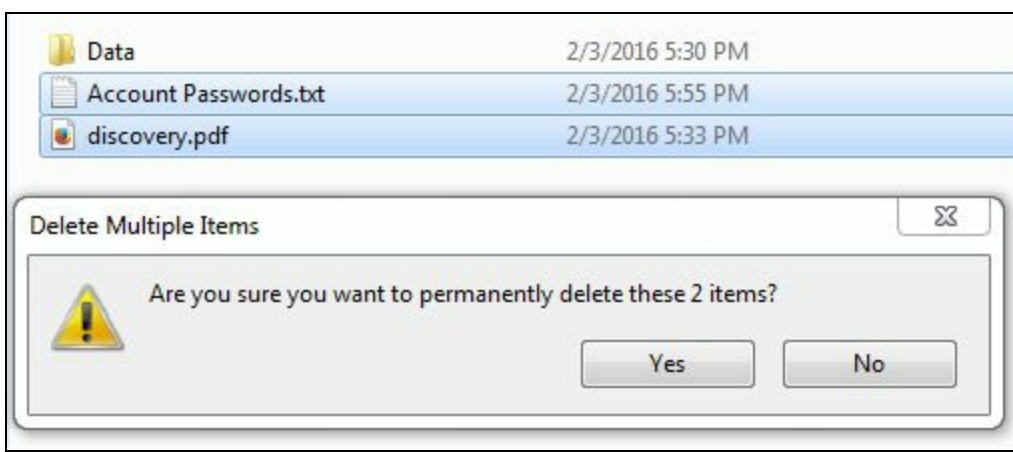 Data 2/3/2016 5:30 PM
Account Passwords.txt 2/3/2016 5:55 PM
discovery.pdf 2/3/2016 5:33 PM
Delete Multiple Items
Are you sure you want to permanently delete these 2 items?
Yes No